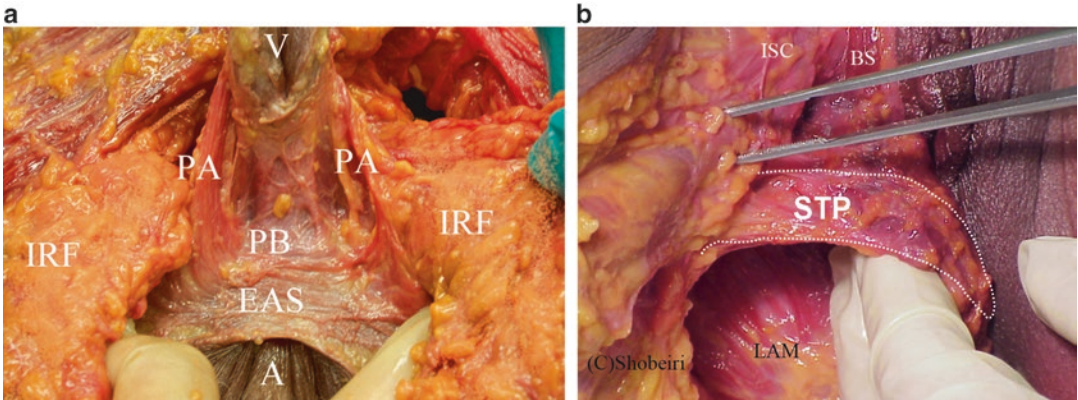 a
V
PA
PA
IRF
PB
IRF
EAS
A
b
ISC
BS
STP
LAM
(C)Shobeiri